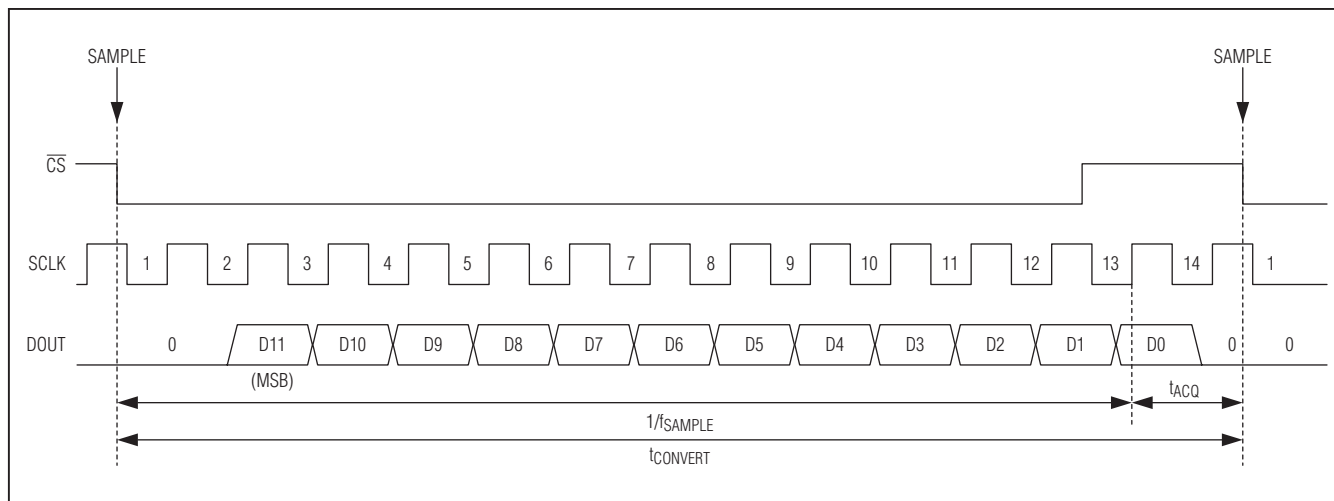 SAMPLE SAMPLE
C̅S̅
SCLK 1 2 3 4 5 6 7 8 9 10 11 12 13 14 1
DOUT 0 D11 D10 D9 D8 D7 D6 D5 D4 D3 D2 D1 D0 0 0
(MSB)
tACQ
1/fSAMPLE
tCONVERT